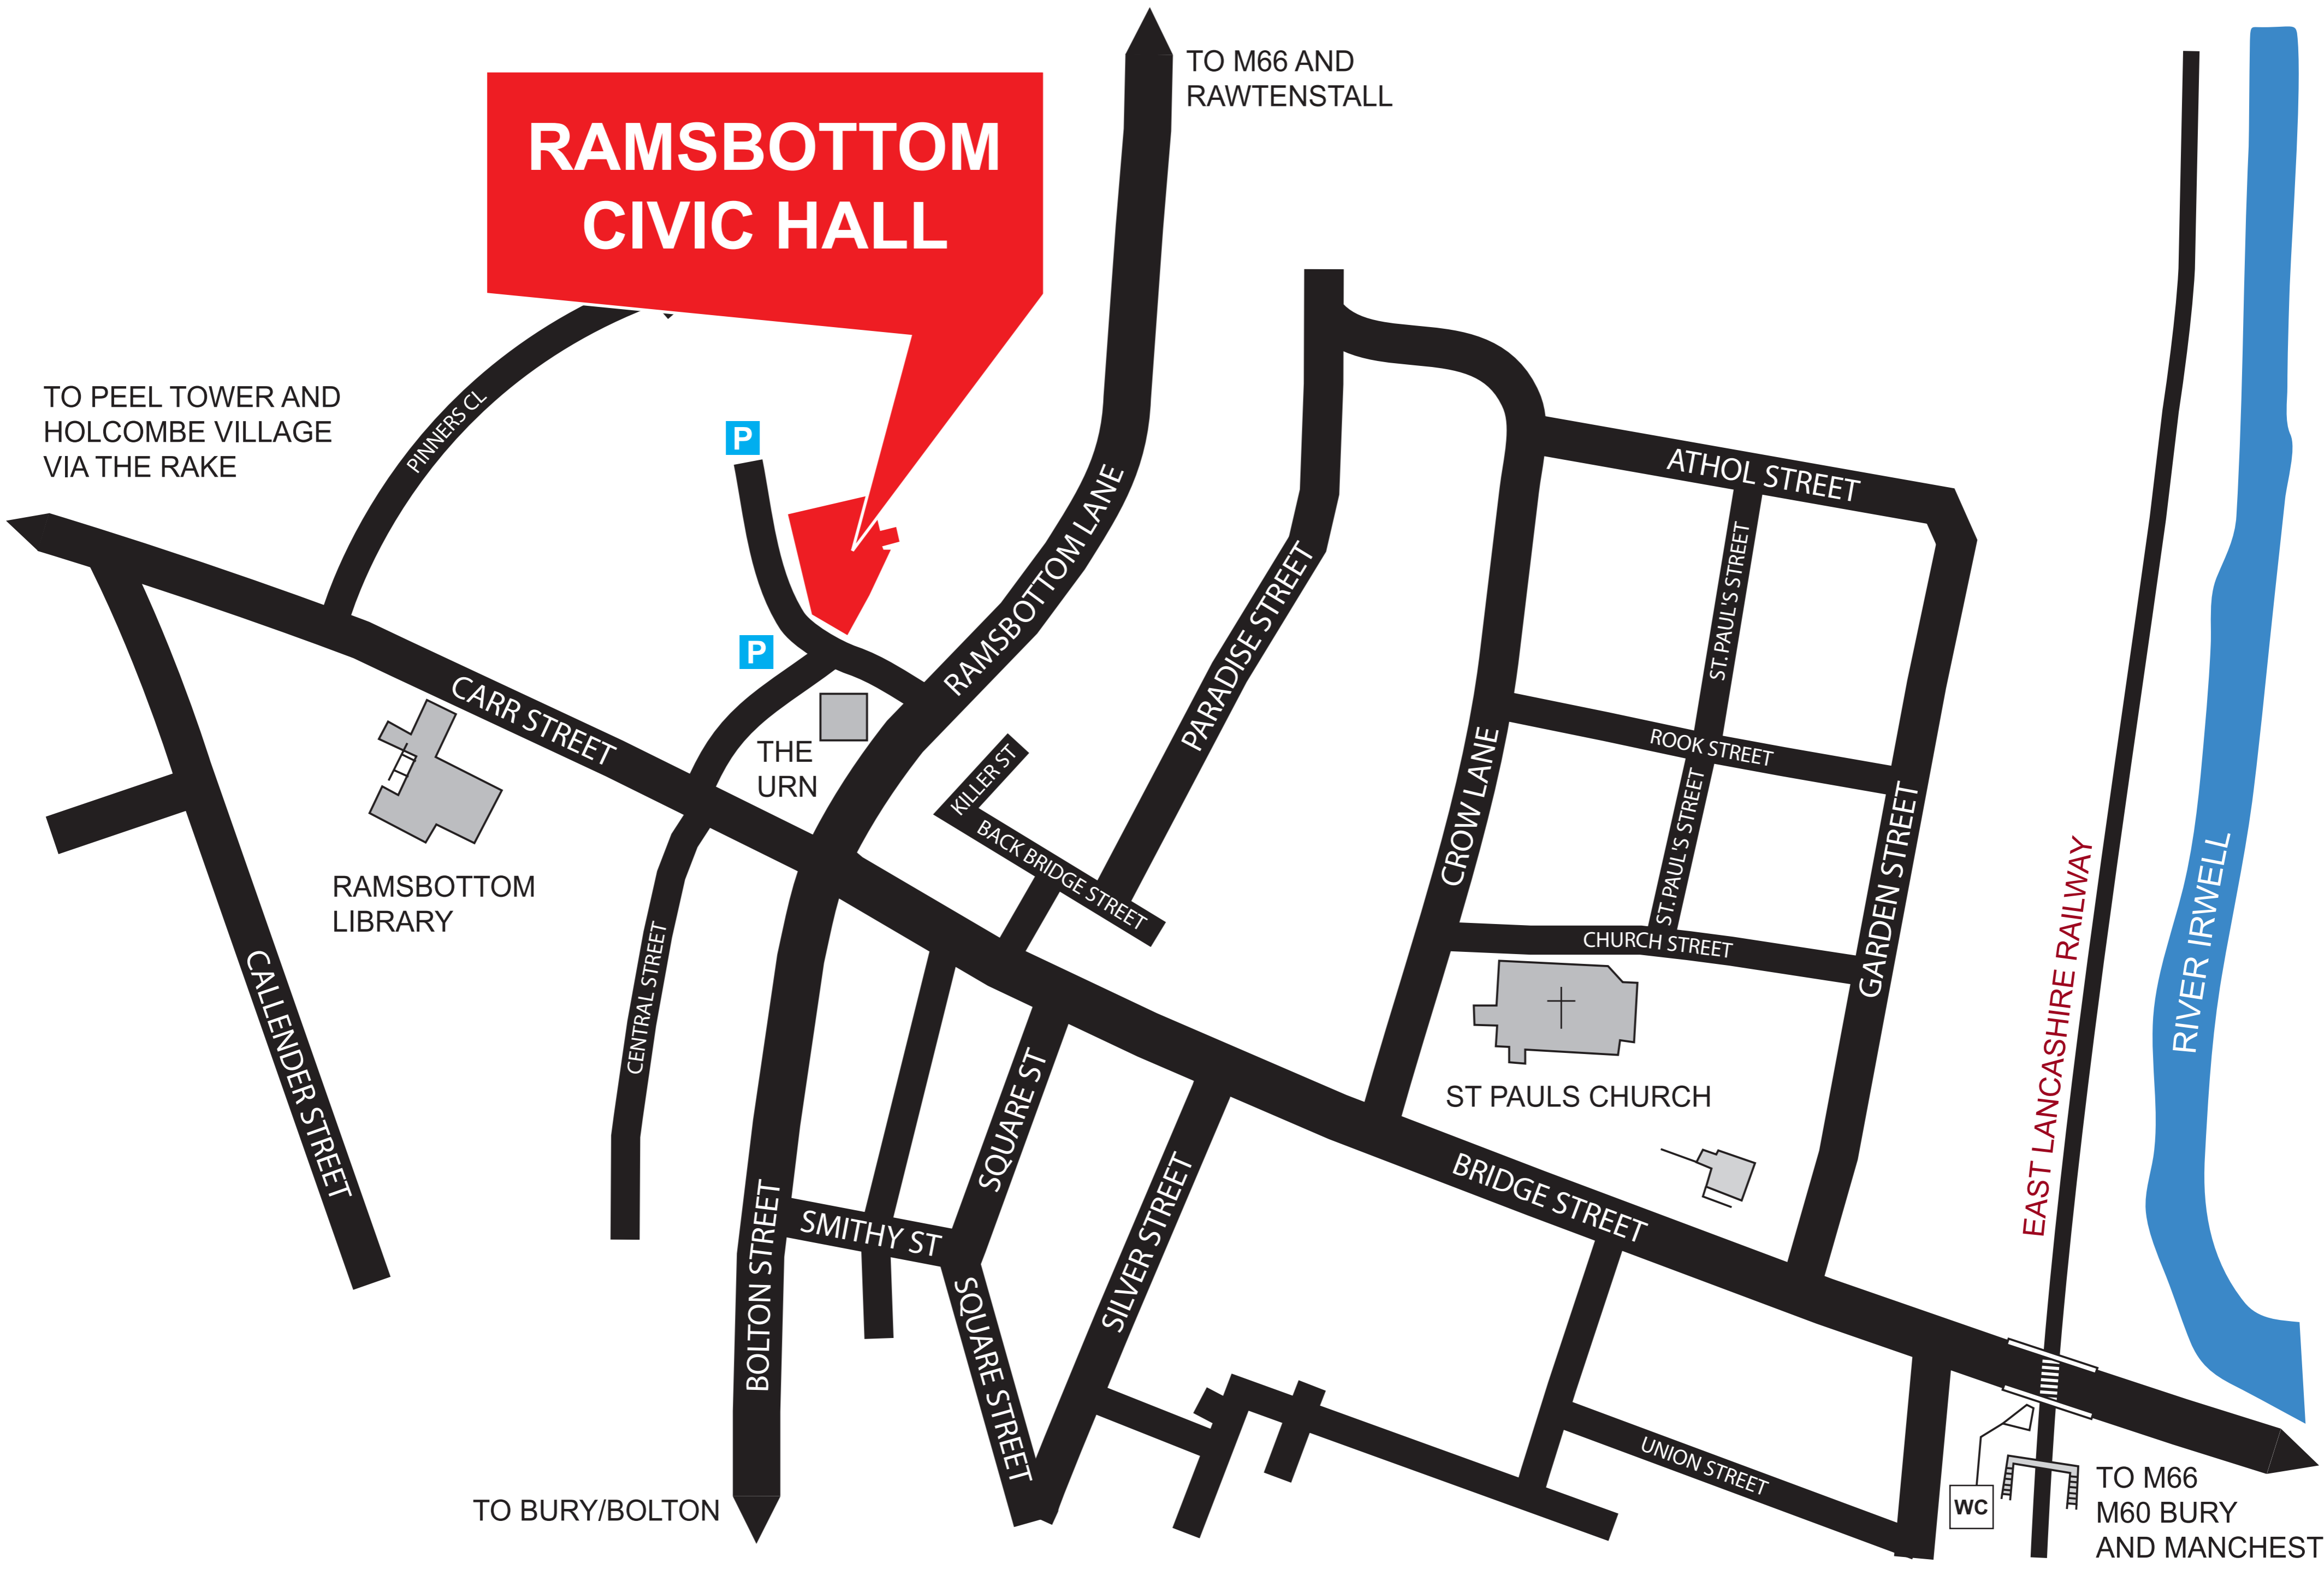 TO M66 AND
RAWTENSTALL
RAMSBOTTOM
CIVIC HALL
TO PEEL TOWER AND
HOLCOMBE VILLAGE
VIA THE RAKE
PINNERS CL
P
RAMSBOTTOM LANE
ATHOL STREET
ST. PAUL'S STREET
PARADISE STREET
P
CARR STREET
THE
URN
KILLER ST
ROOK STREET
CROW LANE
BACK BRIDGE STREET
ST. PAUL'S STREET
GARDEN STREET
RAMSBOTTOM
LIBRARY
CHURCH STREET
EAST LANCASHIRE RAILWAY
RIVER IRWELL
CENTRAL STREET
CALLENDER STREET
SQUARE ST
ST PAULS CHURCH
BRIDGE STREET
SMITHY ST
SILVER STREET
BOLTON STREET
SQUARE STREET
UNION STREET
TO BURY/BOLTON
WC
TO M66
M60 BURY
AND MANCHEST